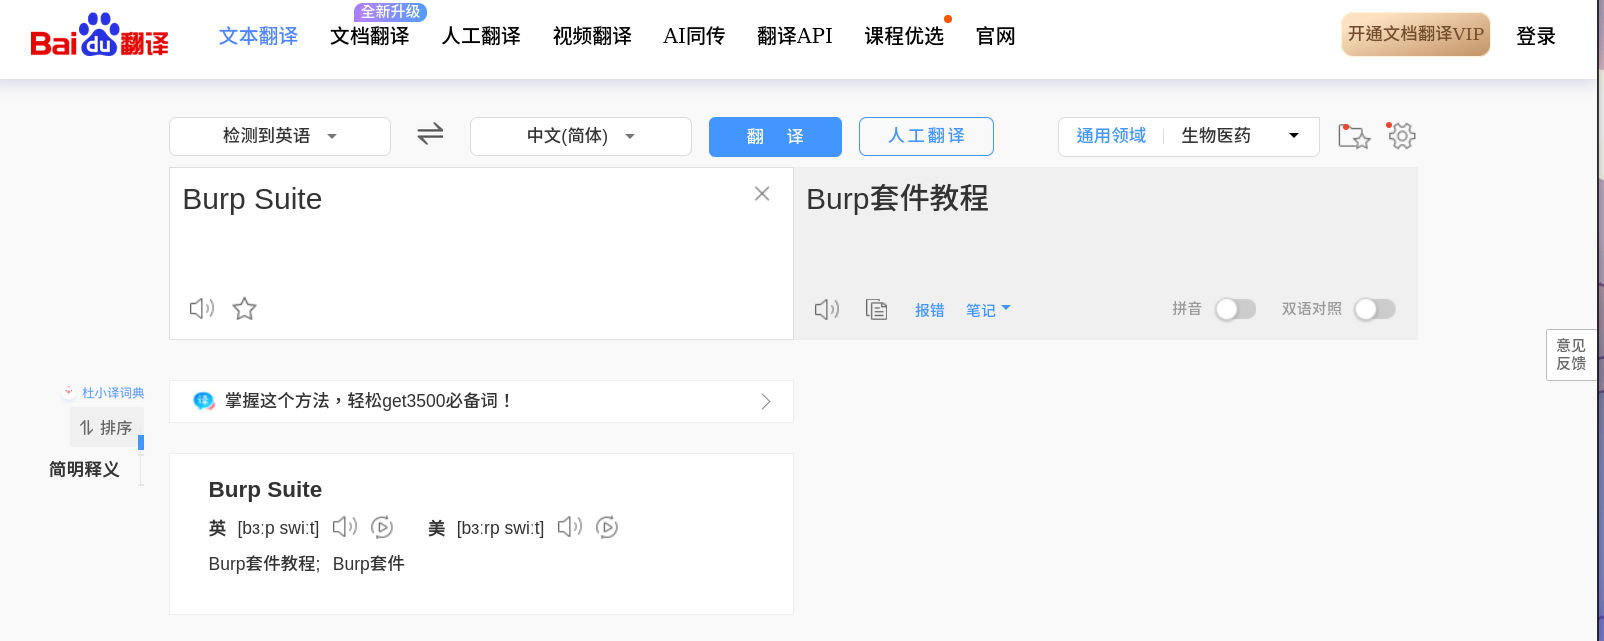 全新升级
Bai du 翻译 文本翻译 文档翻译 人工翻译 视频翻译 AI同传 翻译API 课程优选 官网 开通文档翻译VIP 登录
检测到英语 中文(简体) 翻 译 人工翻译 通用领域 生物医药
Burp Suite
Burp套件教程
报错 笔记 拼音 双语对照
意见
反馈
杜小译词典
排序
简明释义
译 掌握这个方法，轻松get3500必备词！
Burp Suite
英 [bɜːp swiːt] 美 [bɜːrp swiːt]
Burp套件教程; Burp套件